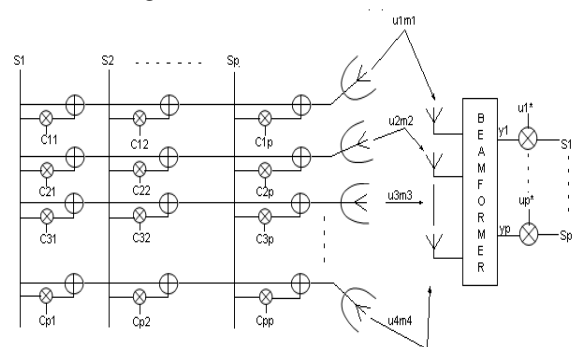 u1m1
S1 S2 - - - - - - - Sp
C11 C12 C1p
u2m2
C21 C22 C2p
u3m3
C31 C32 C3p
Cp1 Cp2 Cpp
u4m4
BEAMFORMER
y1
u1*
S1
yp
up*
Sp